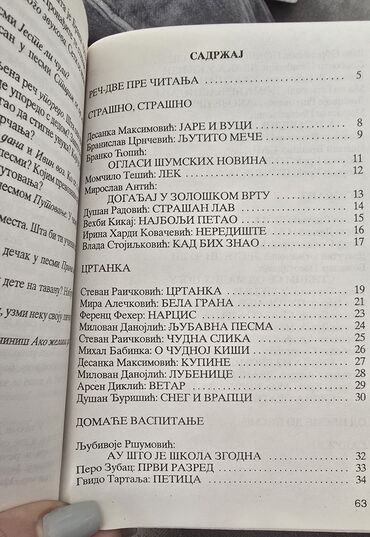 САДРЖАЈ
РЕЧ-ДВЕ ПРЕ ЧИТАЊА 5
СТРАШНО, СТРАШНО
Десанка Максимовић: ЈАРЕ И ВУЦИ 8
Бранислав Црнчевић: ЉУТИТО МЕЧЕ 9
Бранко Ћопић:
ОГЛАСИ ШУМСКИХ НОВИНА 11
Момчило Тешић: ЛЕК 12
Мирослав Антић:
ДОГАЂАЈ У ЗОЛОШКОМ ВРТУ 13
Душан Радовић: СТРАШАН ЛАВ 14
Вехби Кикај: НАЈБОЉИ ПЕТАО 15
Ирина Харди Ковачевић: НЕРЕДИШТЕ 16
Влада Стојиљковић: КАД БИХ ЗНАО 17
ЦРТАНКА
Стеван Раичковић: ЦРТАНКА 19
Мира Алечковић: БЕЛА ГРАНА 21
Ференц Фехер: НАРЦИС 23
Милован Данојлић: ЉУБАВНА ПЕСМА 24
Стеван Раичковић: ЧУДНА СЛИКА 25
Михал Бабинка: О ЧУДНОЈ КИШИ 26
Десанка Максимовић: КУПИНЕ 27
Милован Данојлић: ЛУБЕНИЦЕ 28
Арсен Диклић: ВЕТАР 29
Душан Ђуришић: СНЕГ И ВРАПЦИ 30
ДОМАЋЕ ВАСПИТАЊЕ
Љубивоје Ршумовић:
АУ ШТО ЈЕ ШКОЛА ЗГОДНА 32
Перо Зубац: ПРВИ РАЗРЕД 33
Гвидо Тартаља: ПЕТИЦА 34
63